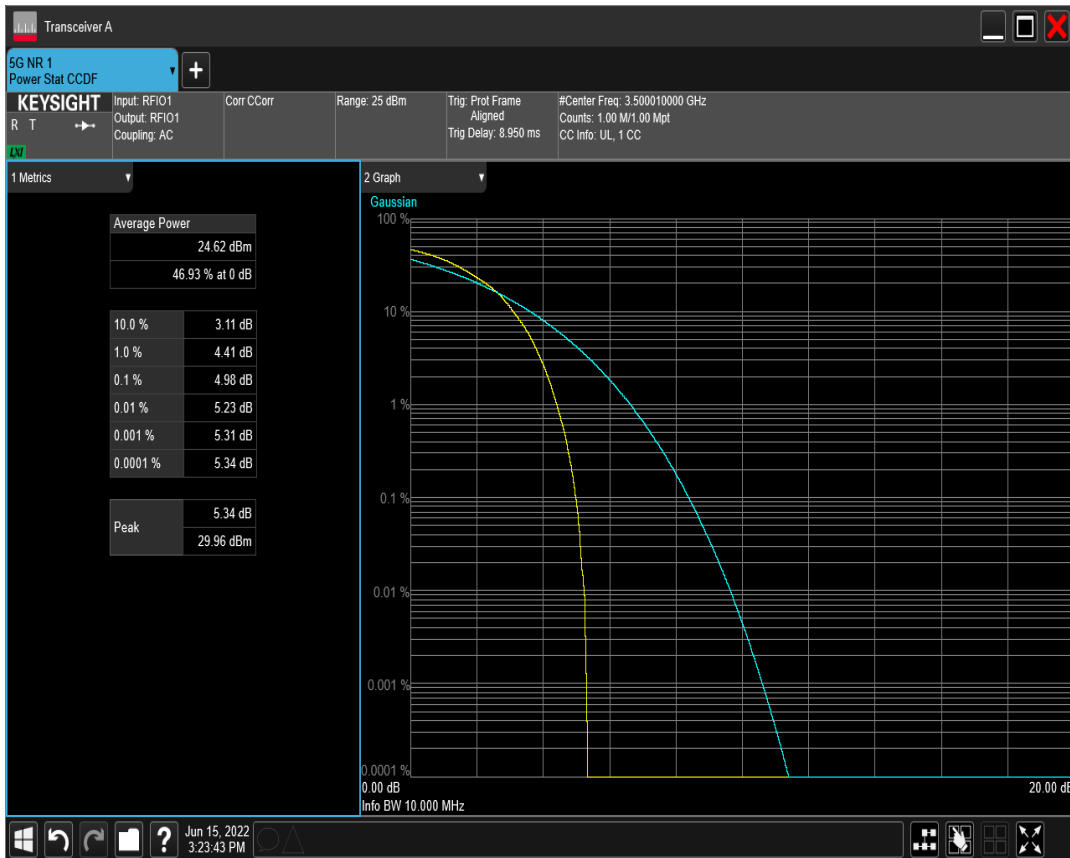 Transceiver A
5G NR 1
Power Stat CCDF
KEYSIGHT
R T
LXI
Input: RFIO1
Output: RFIO1
Coupling: AC
Corr CCorr
Range: 25 dBm
Trig: Prot Frame
Aligned
Trig Delay: 8.950 ms
#Center Freq: 3.500010000 GHz
Counts: 1.00 M/1.00 Mpt
CC Info: UL, 1 CC
1 Metrics
Average Power
24.62 dBm
46.93 % at 0 dB
10.0 % 3.11 dB
1.0 % 4.41 dB
0.1 % 4.98 dB
0.01 % 5.23 dB
0.001 % 5.31 dB
0.0001 % 5.34 dB
Peak
5.34 dB
29.96 dBm
2 Graph
Gaussian
100 %
10 %
1 %
0.1 %
0.01 %
0.001 %
0.0001 %
0.00 dB 20.00 dB
Info BW 10.000 MHz
?
Jun 15, 2022
3:23:43 PM